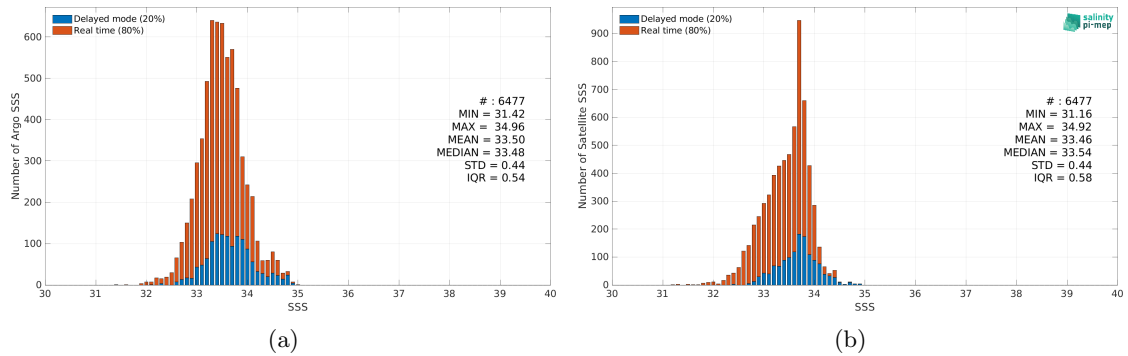 Delayed mode (20%)
Real time (80%)
600
500
400
300
200
100
0
Number of Argo SSS
# : 6477
MIN = 31.42
MAX = 34.96
MEAN = 33.50
MEDIAN = 33.48
STD = 0.44
IQR = 0.54
30 31 32 33 34 35 36 37 38 39 40
SSS
(a)
Delayed mode (20%)
Real time (80%)
salinity
pi-mep
900
800
700
600
500
400
300
200
100
0
Number of Satellite SSS
# : 6477
MIN = 31.16
MAX = 34.92
MEAN = 33.46
MEDIAN = 33.54
STD = 0.44
IQR = 0.58
30 31 32 33 34 35 36 37 38 39 40
SSS
(b)